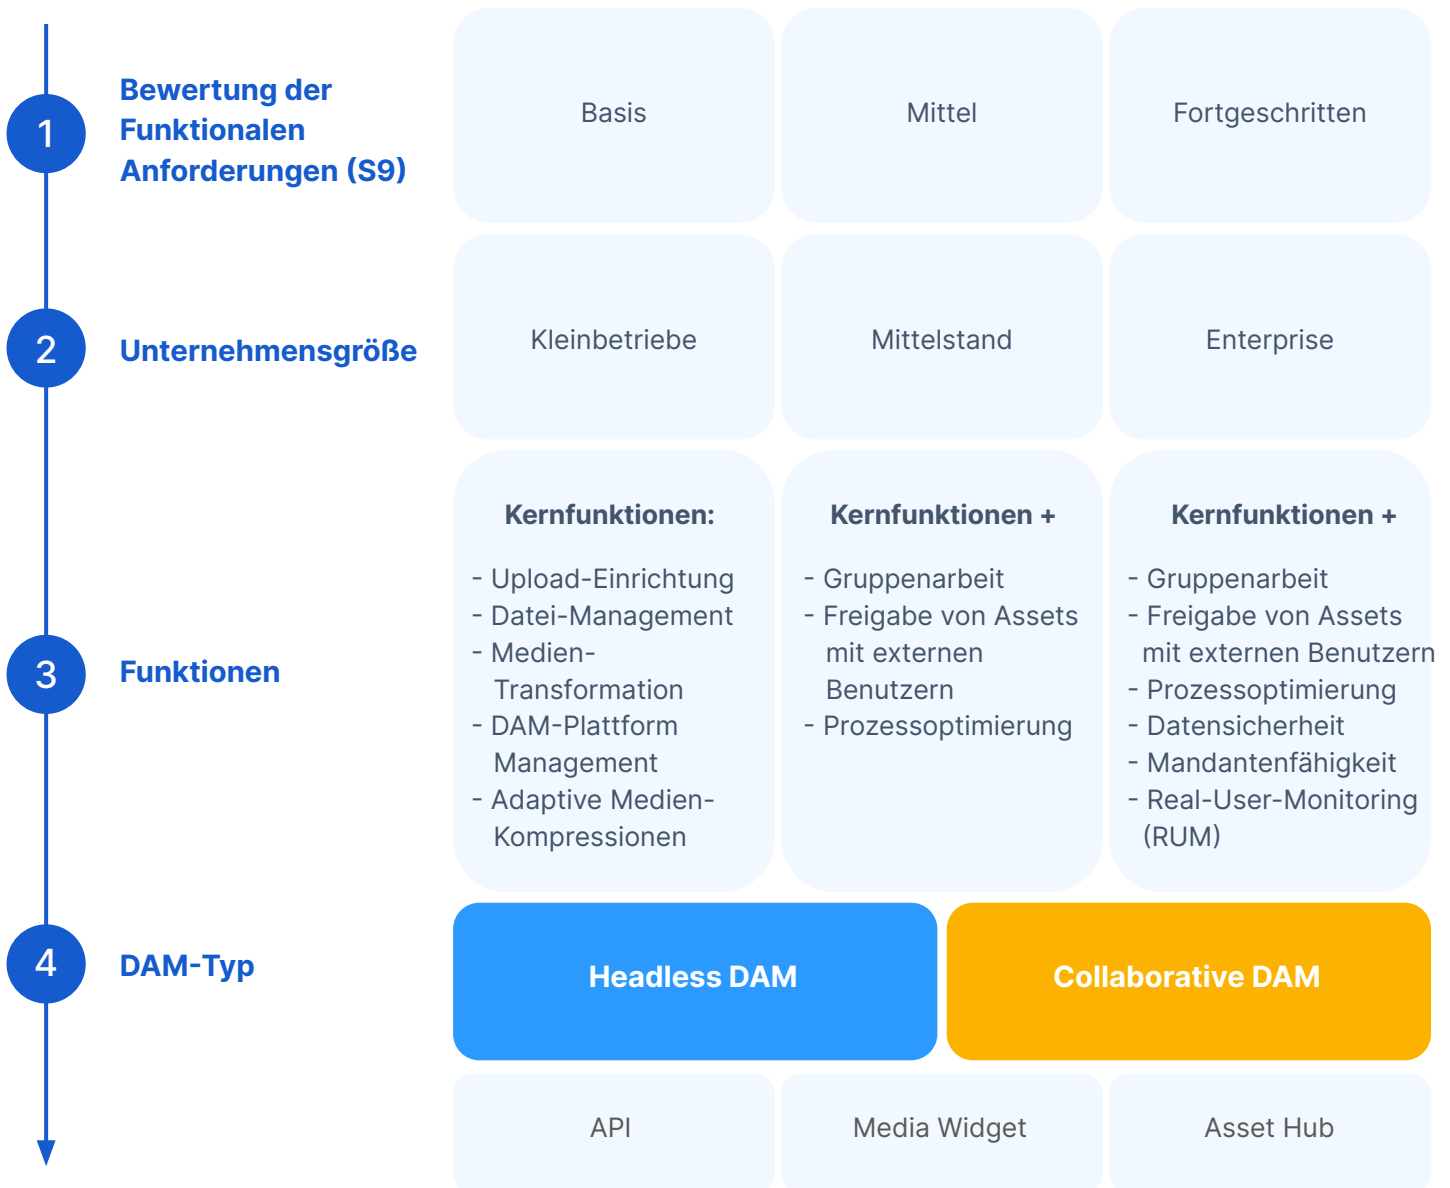 1
Bewertung der
Funktionalen
Anforderungen (S9)
Basis
Mittel
Fortgeschritten
2
Unternehmensgröße
Kleinbetriebe
Mittelstand
Enterprise
3
Funktionen
Kernfunktionen:
- Upload-Einrichtung
- Datei-Management
- Medien-
Transformation
- DAM-Plattform
Management
- Adaptive Medien-
Kompressionen
Kernfunktionen +
- Gruppenarbeit
- Freigabe von Assets
mit externen
Benutzern
- Prozessoptimierung
Kernfunktionen +
- Gruppenarbeit
- Freigabe von Assets
mit externen Benutzern
- Prozessoptimierung
- Datensicherheit
- Mandantenfähigkeit
- Real-User-Monitoring
(RUM)
4
DAM-Typ
Headless DAM
Collaborative DAM
API
Media Widget
Asset Hub